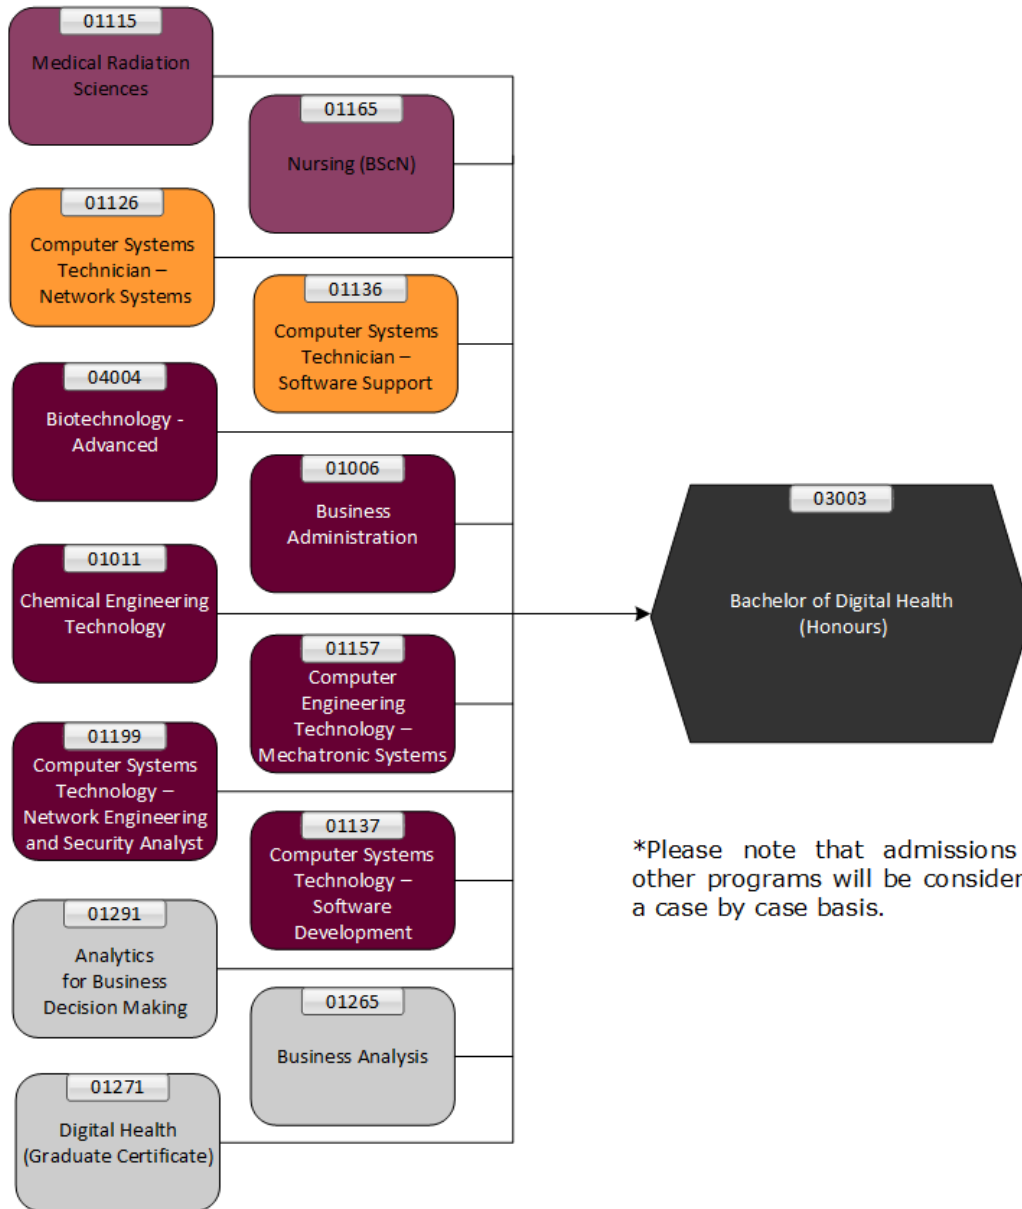 01115
Medical Radiation
Sciences
01165
Nursing (BScN)
01126
Computer Systems
Technician –
Network Systems
01136
Computer Systems
Technician –
Software Support
04004
Biotechnology -
Advanced
01006
Business
Administration
01011
Chemical Engineering
Technology
01157
Computer
Engineering
Technology –
Mechatronic Systems
01199
Computer Systems
Technology –
Network Engineering
and Security Analyst
01137
Computer Systems
Technology –
Software
Development
01291
Analytics
for Business
Decision Making
01265
Business Analysis
01271
Digital Health
(Graduate Certificate)
03003
Bachelor of Digital Health
(Honours)
*Please note that admissions
other programs will be
a case by case basis.